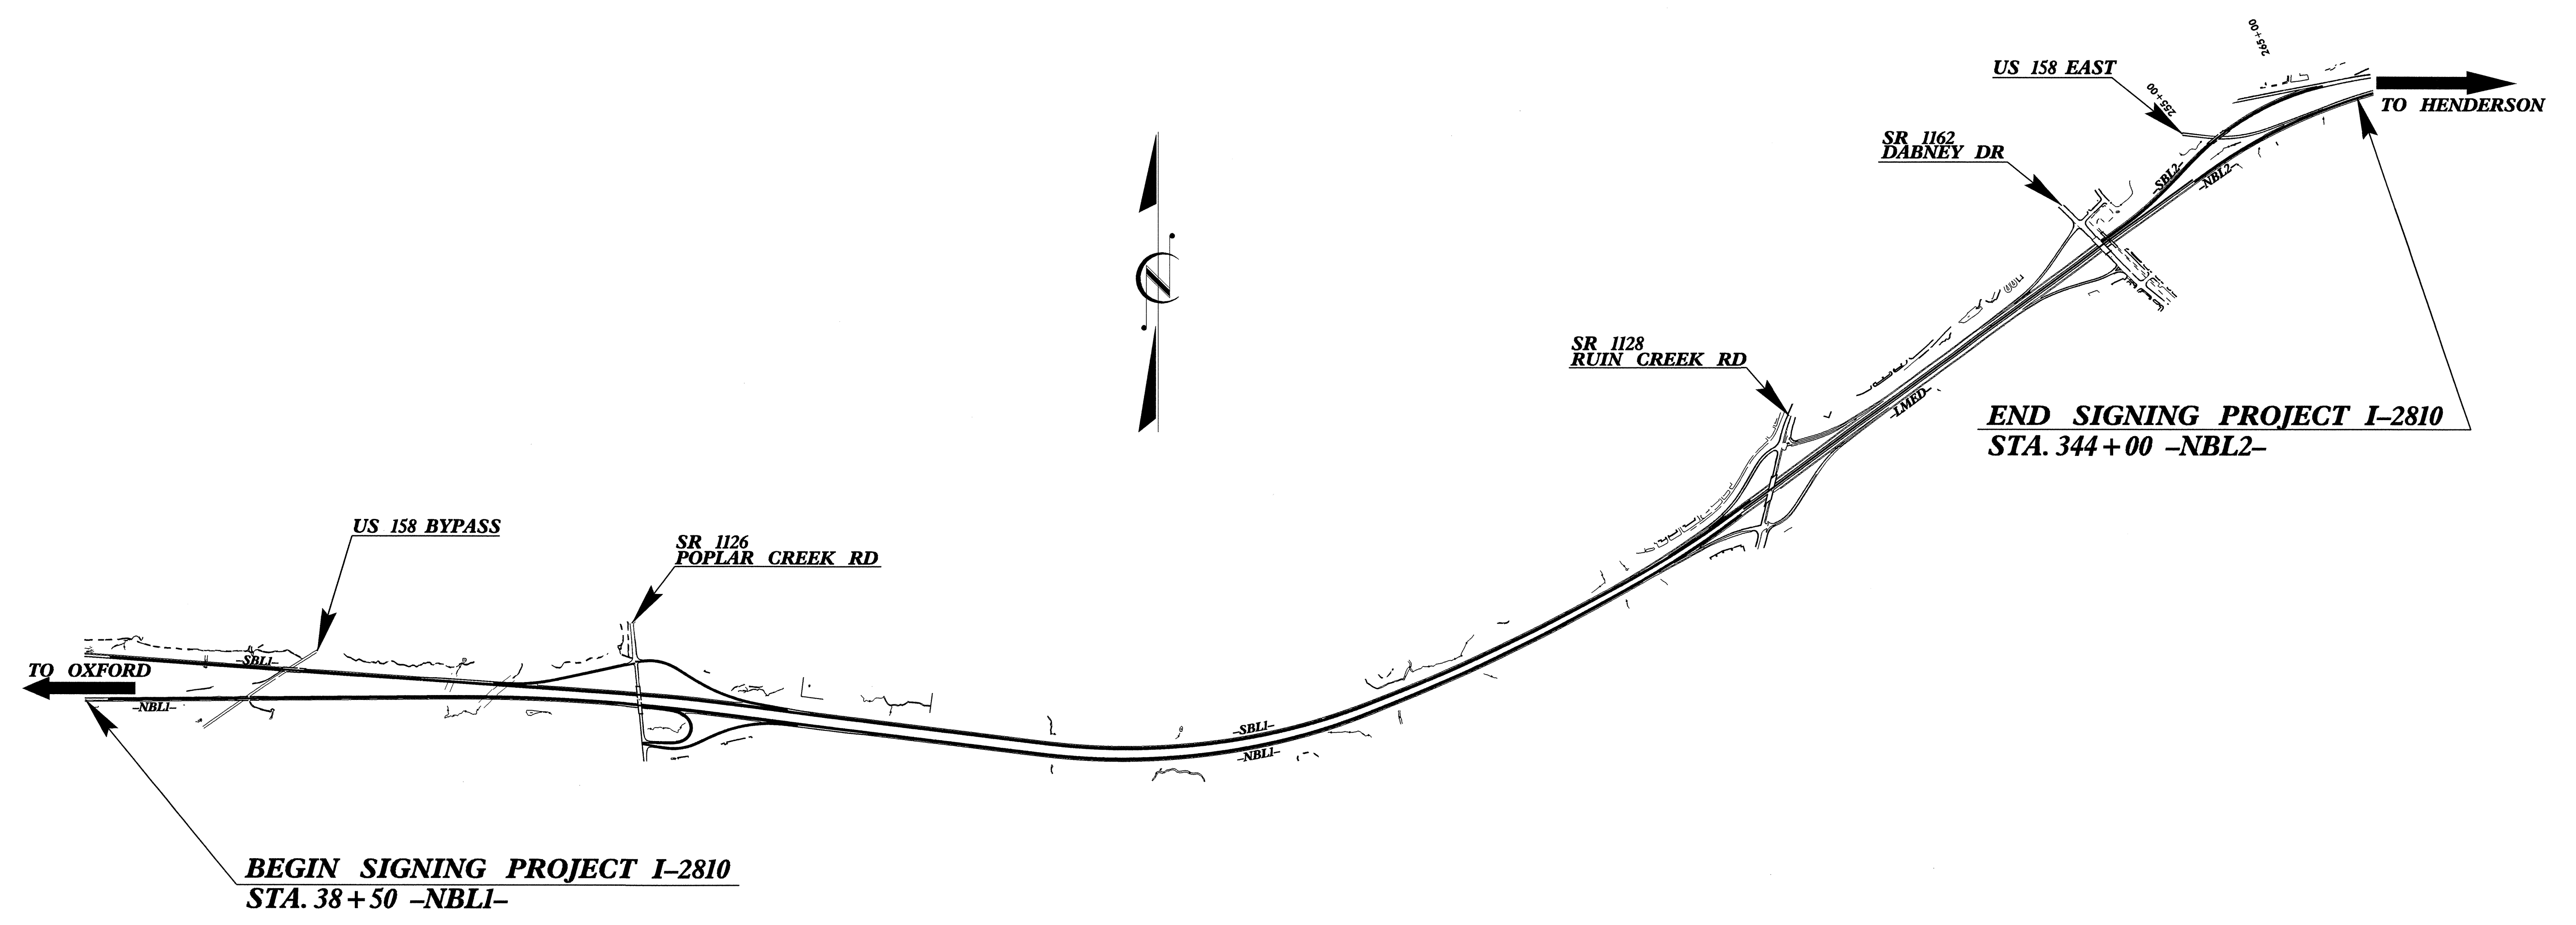 265+00
US 158 EAST
255+00
TO HENDERSON
SR 1162
DABNEY DR
-SBL2-
-NBL2-
SR 1128
RUIN CREEK RD
-LMED-
END SIGNING PROJECT I-2810
STA. 344+00 -NBL2-
US 158 BYPASS
SR 1126
POPLAR CREEK RD
-SBL1-
TO OXFORD
-NBL1-
-SBL1-
-NBL1-
N
BEGIN SIGNING PROJECT I-2810
STA. 38+50 -NBL1-